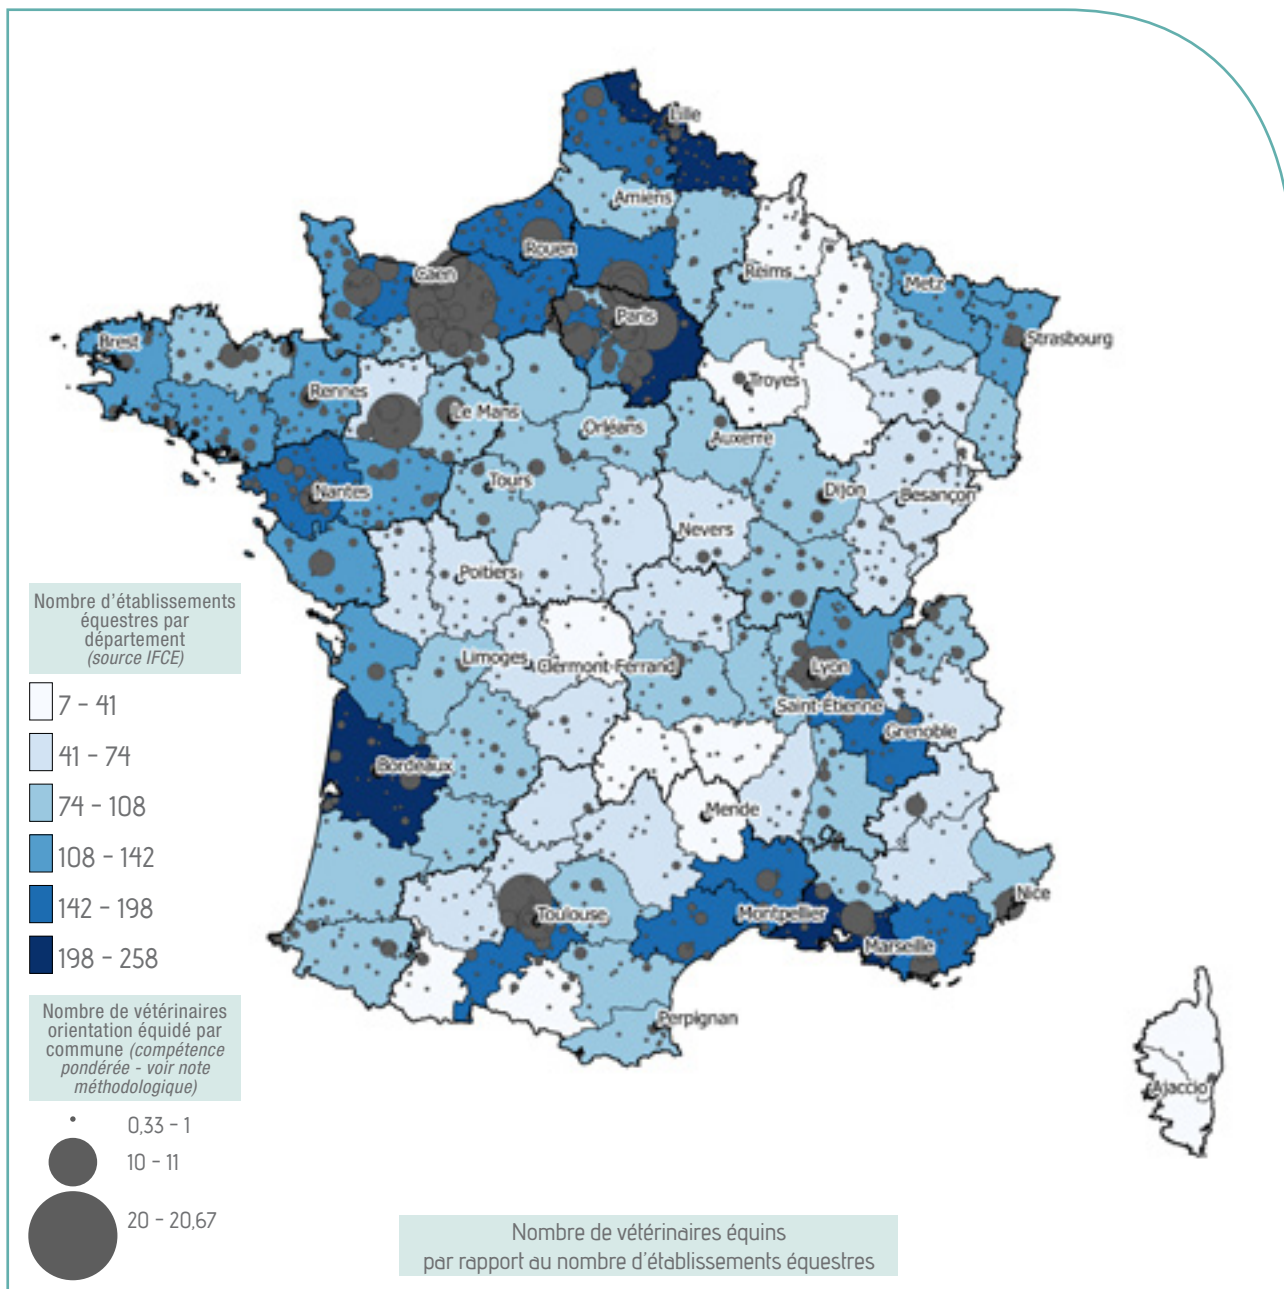 Lille
Amiens
Rouen
Caen
Reims
Metz
Paris
Strasbourg
Brest
Rennes
Troyes
Le Mans
Orléans
Auxerre
Nantes
Tours
Dijon
Besançon
Nevers
Poitiers
Limoges
Clermont-Ferrand
Lyon
Saint-Étienne
Grenoble
Bordeaux
Mende
Nice
Toulouse
Montpellier
Marseille
Perpignan
Ajaccio
Nombre d'établissements
équestres par
département
(source IFCE)
7 – 41
41 – 74
74 – 108
108 – 142
142 – 198
198 – 258
Nombre de vétérinaires
orientation équidé par
commune (compétence
pondérée - voir note
méthodologique)
0,33 – 1
10 – 11
20 – 20,67
Nombre de vétérinaires équins
par rapport au nombre d'établissements équestres